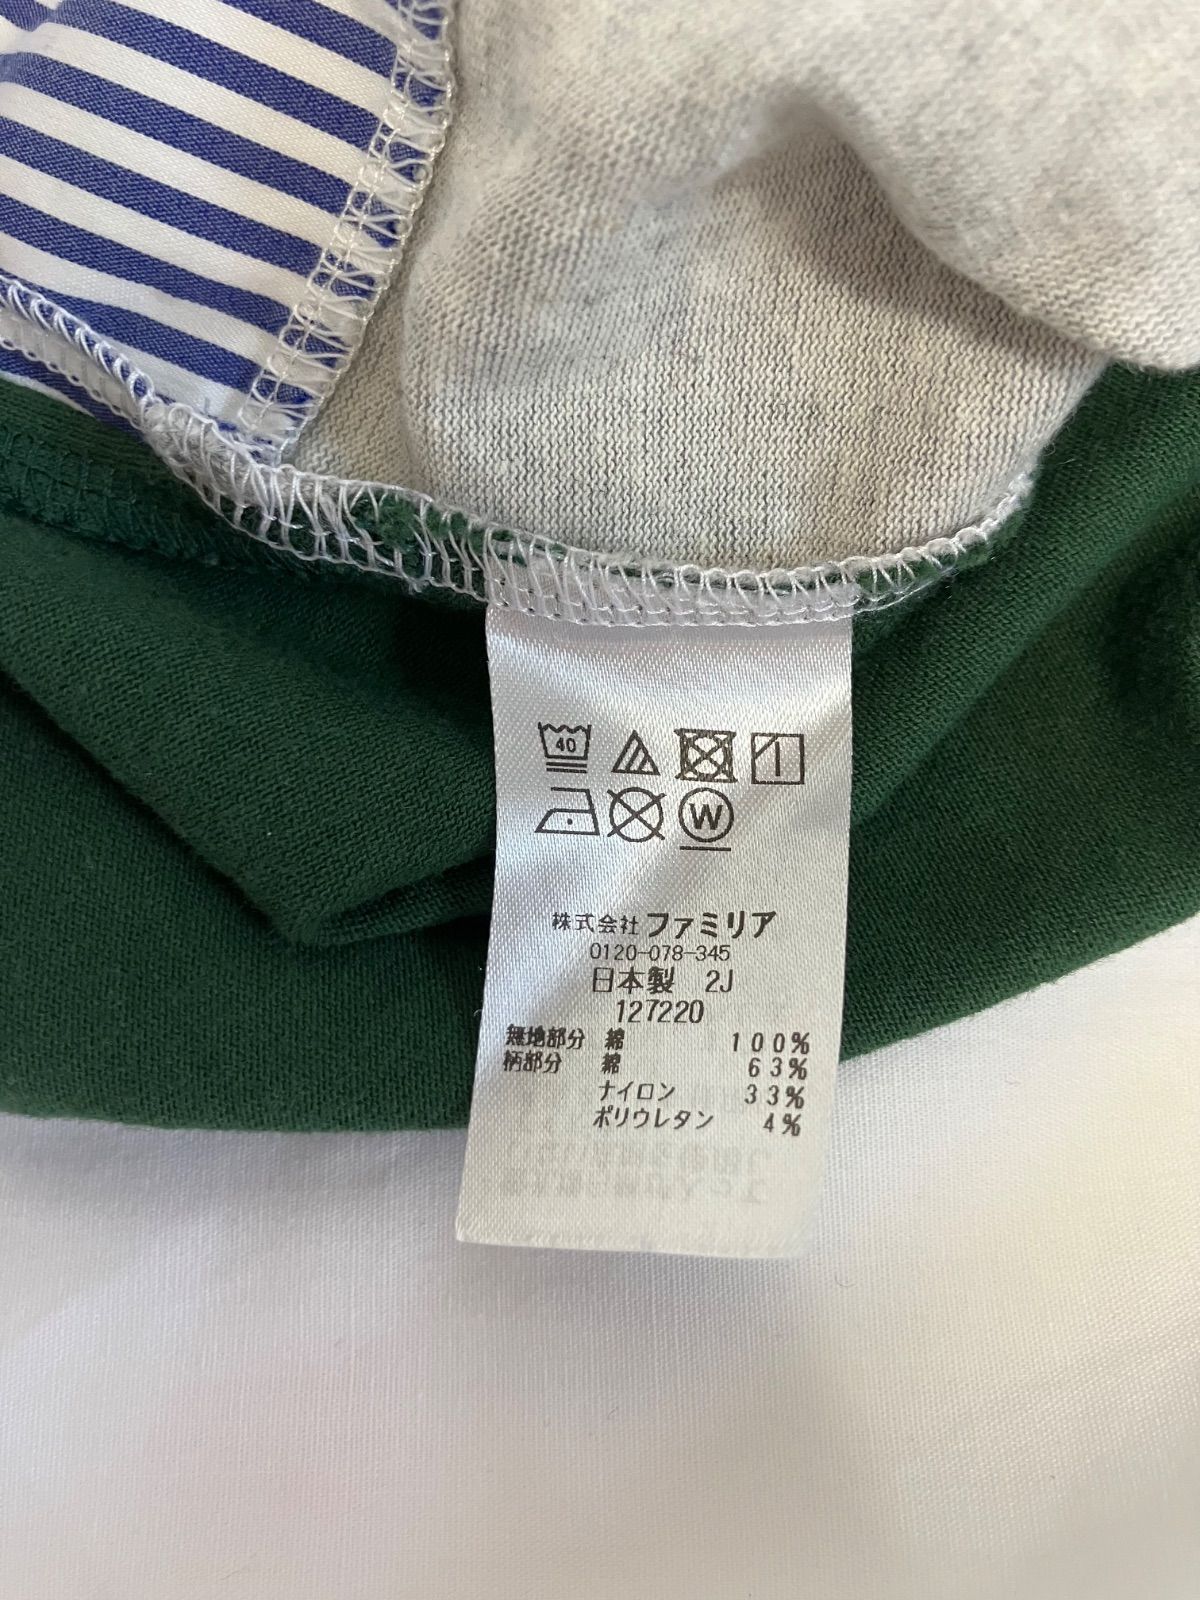 40
W
株式会社 ファミリア
0120-078-345
日本製 2J
127220
無地部分 綿 100%
柄部分 綿 63%
ナイロン 33%
ポリウレタン 4%